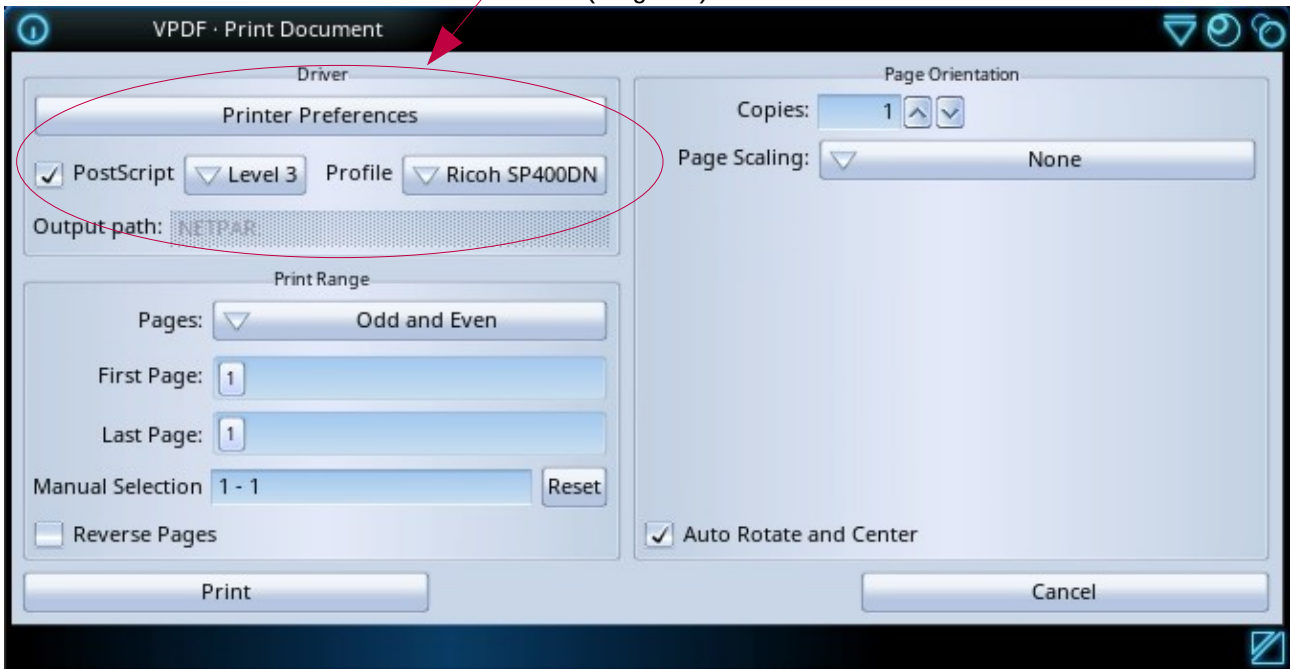 VPDF · Print Document
Driver
Printer Preferences
PostScript Level 3 Profile Ricoh SP400DN
Output path: NETPAR:
Print Range
Pages: Odd and Even
First Page: 1
Last Page: 1
Manual Selection 1 - 1 Reset
Reverse Pages
Print
Page Orientation
Copies: 1
Page Scaling: None
Auto Rotate and Center
Cancel